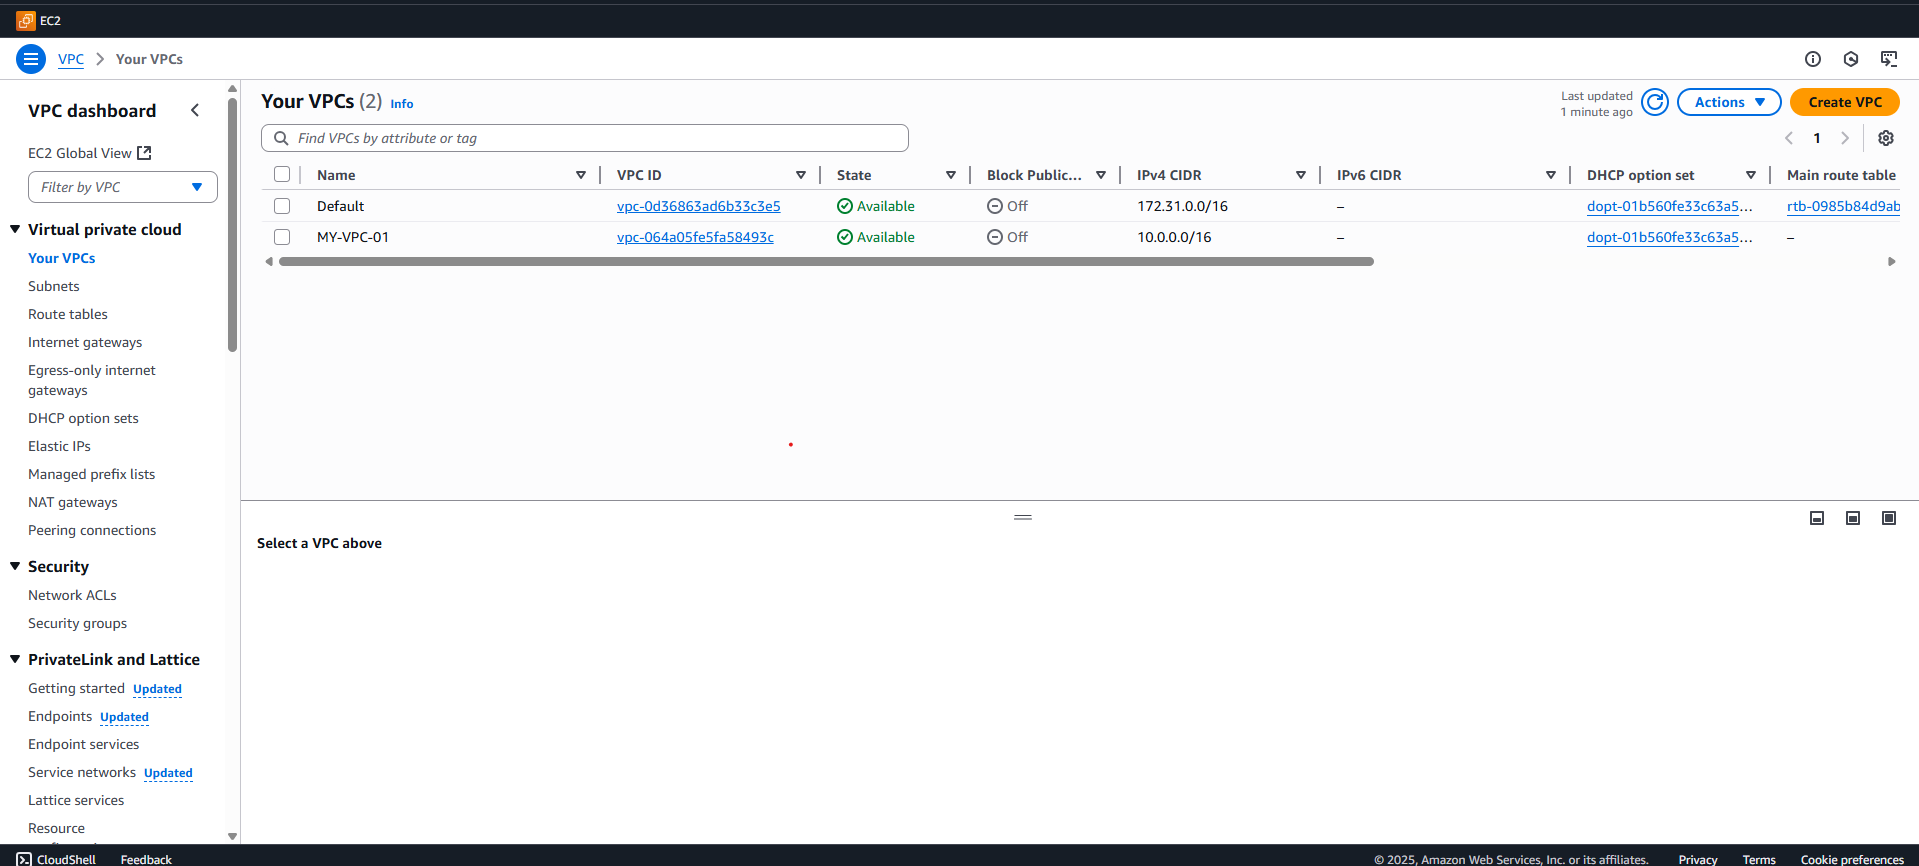 EC2
VPC > Your VPCs
VPC dashboard
EC2 Global View
Filter by VPC
Virtual private cloud
Your VPCs
Subnets
Route tables
Internet gateways
Egress-only internet
gateways
DHCP option sets
Elastic IPs
Managed prefix lists
NAT gateways
Peering connections
Security
Network ACLs
Security groups
PrivateLink and Lattice
Getting started Updated
Endpoints Updated
Endpoint services
Service networks Updated
Lattice services
Resource
Your VPCs (2) Info
Last updated
1 minute ago
Actions
Create VPC
Find VPCs by attribute or tag
1
Name VPC ID State Block Public... IPv4 CIDR IPv6 CIDR DHCP option set Main route table
Default vpc-0d36863ad6b33c3e5 Available Off 172.31.0.0/16 – dopt-01b560fe33c63a5... rtb-0985b84d9ab
MY-VPC-01 vpc-064a05fe5fa58493c Available Off 10.0.0.0/16 – dopt-01b560fe33c63a5... –
Select a VPC above
CloudShell Feedback © 2025, Amazon Web Services, Inc. or its affiliates. Privacy Terms Cookie preferences